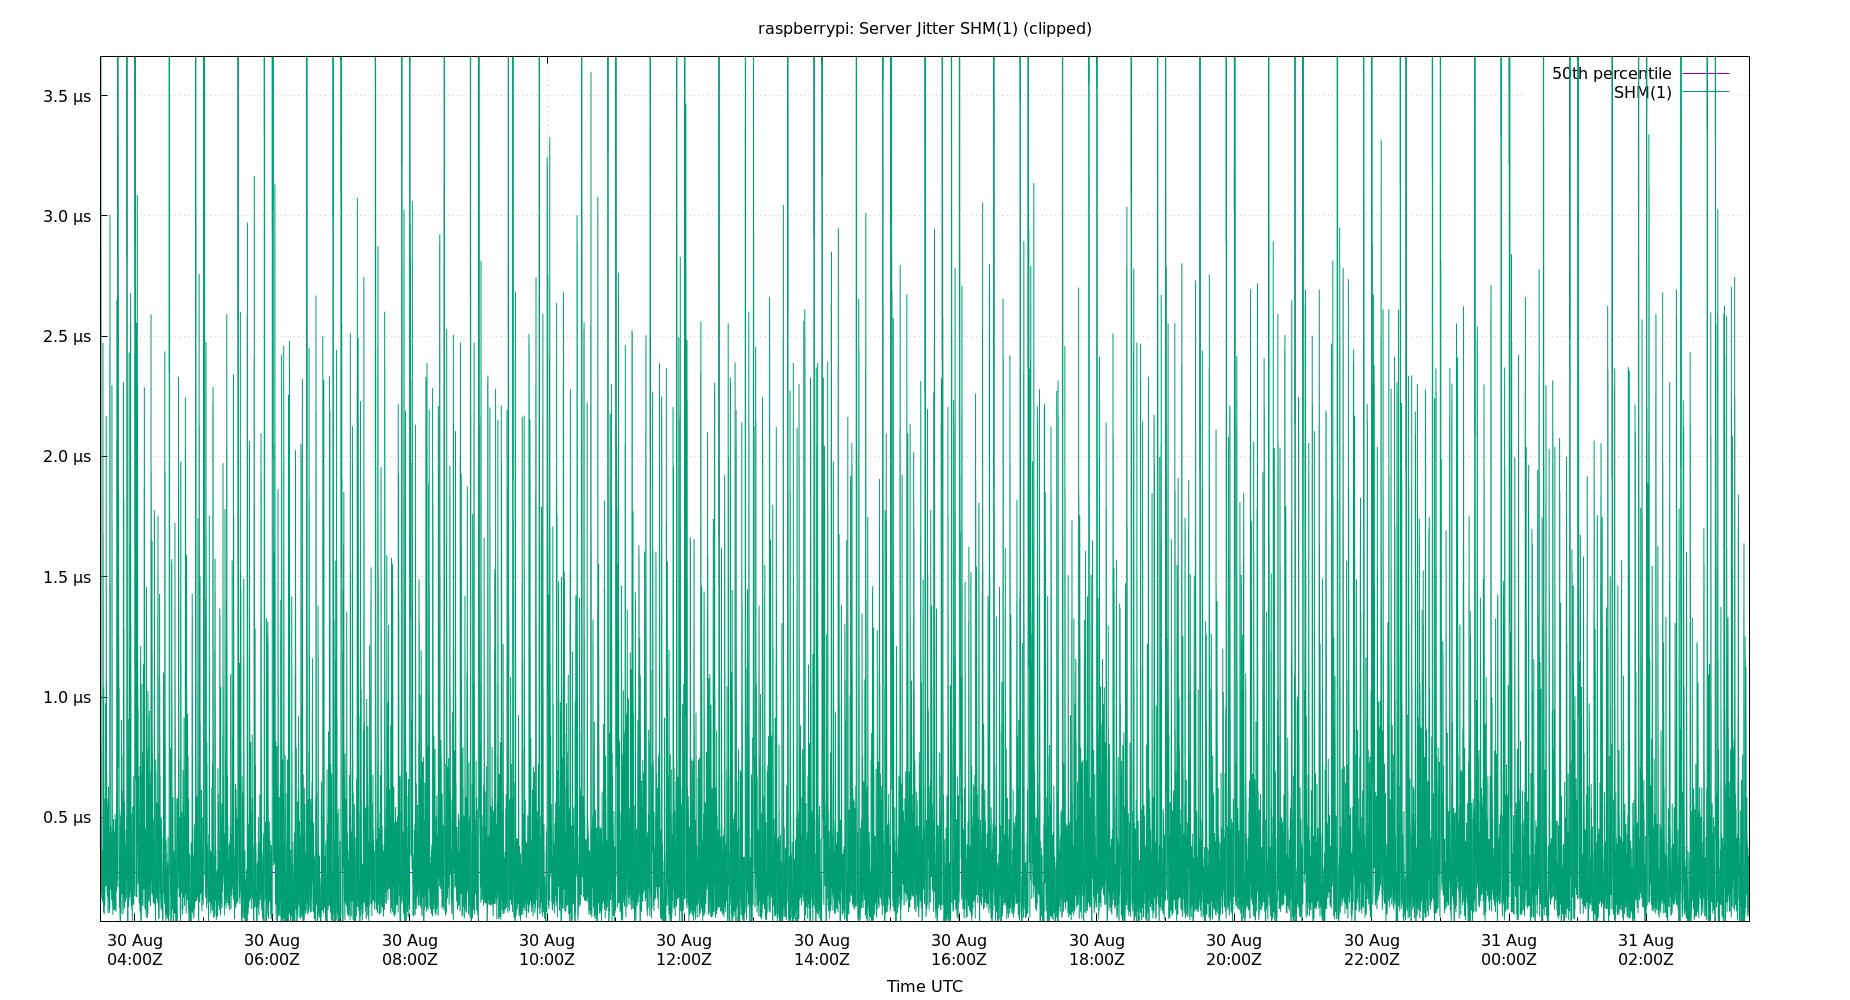 raspberrypi: Server Jitter SHM(1) (clipped)
50th percentile
SHM(1)
3.5 μs
3.0 μs
2.5 μs
2.0 μs
1.5 μs
1.0 μs
0.5 μs
30 Aug 30 Aug 30 Aug 30 Aug 30 Aug 30 Aug 30 Aug 30 Aug 30 Aug 30 Aug 31 Aug 31 Aug
04:00Z 06:00Z 08:00Z 10:00Z 12:00Z 14:00Z 16:00Z 18:00Z 20:00Z 22:00Z 00:00Z 02:00Z
Time UTC